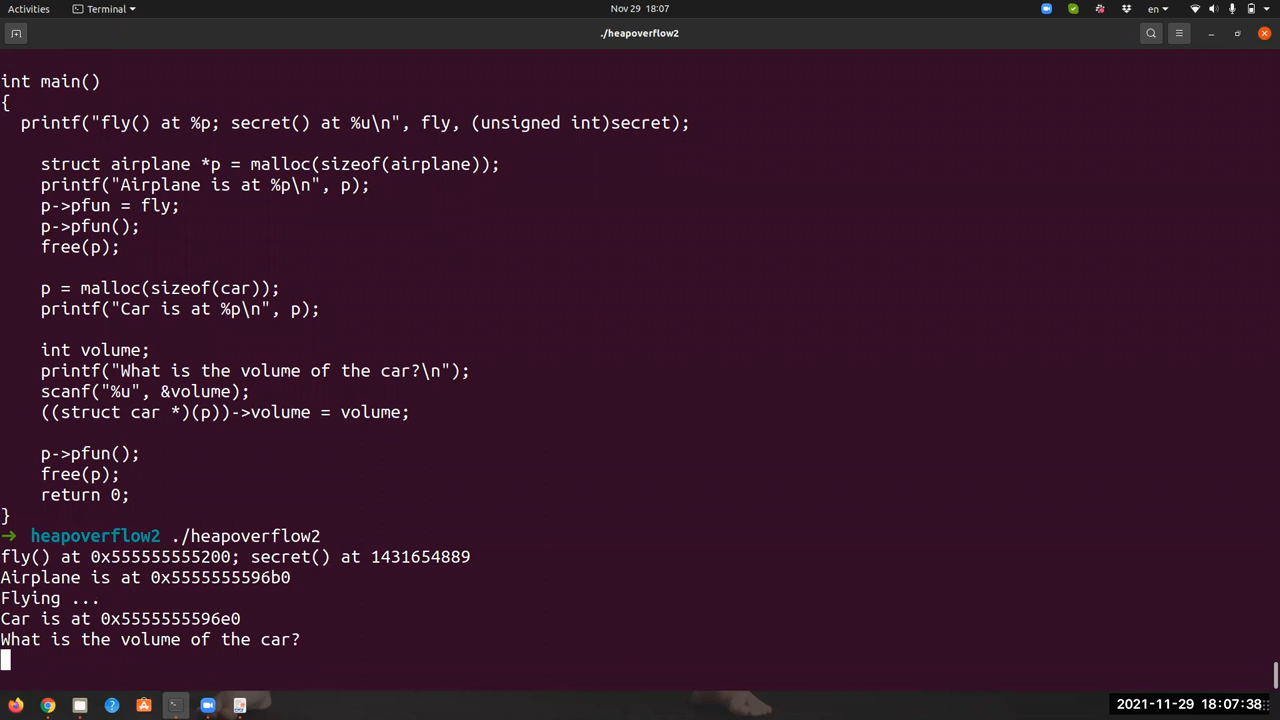 Activities
Terminal
Nov 29 18:07
en
./heapoverflow2
int main()
{
printf("fly() at %p; secret() at %u\n", fly, (unsigned int)secret);
struct airplane *p = malloc(sizeof(airplane));
printf("Airplane is at %p\n", p);
p->pfun = fly;
p->pfun();
free(p);
p = malloc(sizeof(car));
printf("Car is at %p\n", p);
int volume;
printf("What is the volume of the car?\n");
scanf("%u", &volume);
((struct car *)(p))->volume = volume;
p->pfun();
free(p);
return 0;
}
→ heapoverflow2 ./heapoverflow2
fly() at 0x555555555200; secret() at 1431654889
Airplane is at 0x5555555596b0
Flying ...
Car is at 0x5555555596e0
What is the volume of the car?
2021-11-29 18:07:38